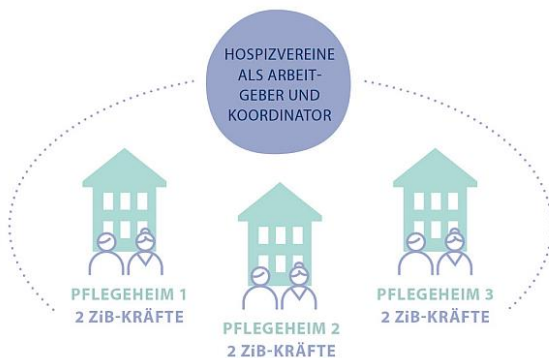 HOSPIZVEREINE
ALS ARBEIT-
GEBER UND
KOORDINATOR
PFLEGEHEIM 1
2 ZiB-KRÄFTE
PFLEGEHEIM 2
2 ZiB-KRÄFTE
PFLEGEHEIM 3
2 ZiB-KRÄFTE